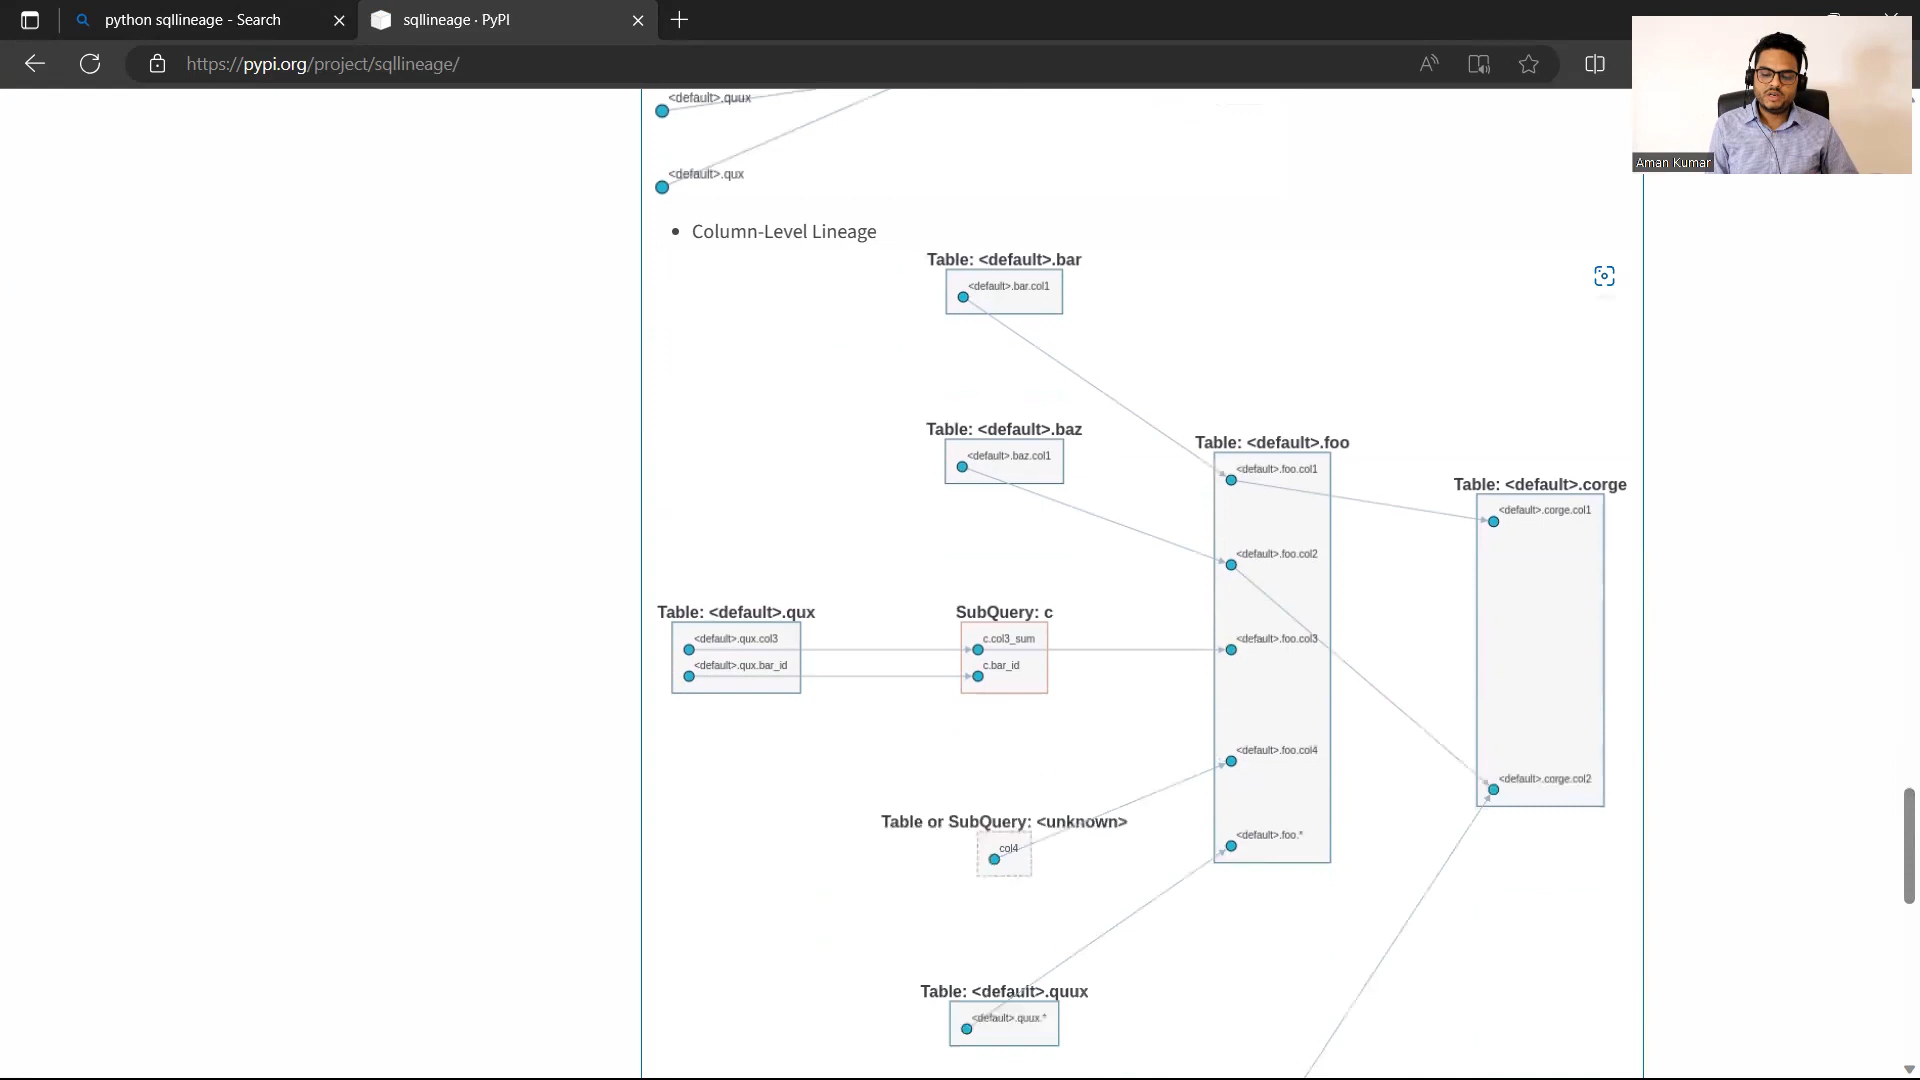 python sqllineage - Search
sqllineage · PyPI
https://pypi.org/project/sqllineage/
Aman Kumar
<default>.quux
<default>.qux
• Column-Level Lineage
Table: <default>.bar
<default>.bar.col1
Table: <default>.baz
<default>.baz.col1
Table: <default>.foo
<default>.foo.col1
Table: <default>.corge
<default>.corge.col1
<default>.foo.col2
Table: <default>.qux
SubQuery: c
<default>.qux.col3
c.col3_sum
<default>.foo.col3
<default>.qux.bar_id
c.bar_id
<default>.foo.col4
<default>.corge.col2
Table or SubQuery: <unknown>
<default>.foo.*
col4
Table: <default>.quux
<default>.quux.*